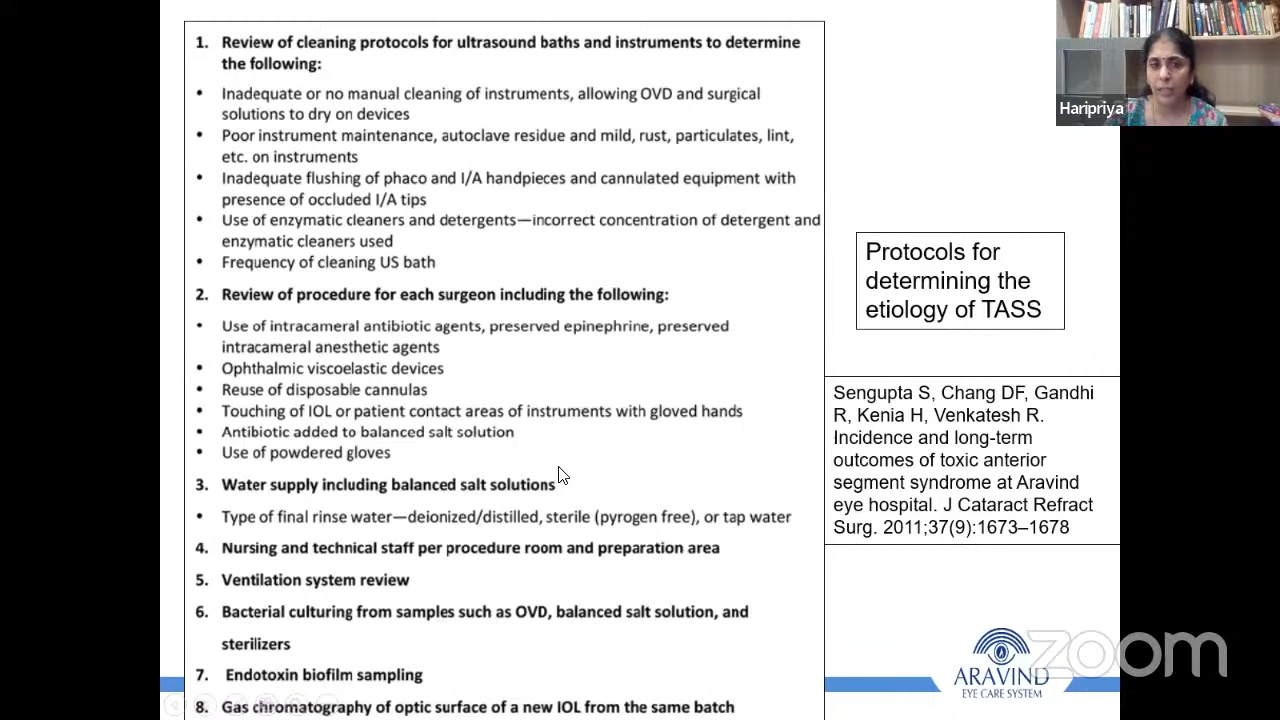 1. Review of cleaning protocols for ultrasound baths and instruments to determine
the following:
• Inadequate or no manual cleaning of instruments, allowing OVD and surgical
solutions to dry on devices
• Poor instrument maintenance, autoclave residue and mild, rust, particulates, lint,
etc. on instruments
• Inadequate flushing of phaco and I/A handpieces and cannulated equipment with
presence of occluded I/A tips
• Use of enzymatic cleaners and detergents—incorrect concentration of detergent and
enzymatic cleaners used
• Frequency of cleaning US bath
2. Review of procedure for each surgeon including the following:
• Use of intracameral antibiotic agents, preserved epinephrine, preserved
intracameral anesthetic agents
• Ophthalmic viscoelastic devices
• Reuse of disposable cannulas
• Touching of IOL or patient contact areas of instruments with gloved hands
• Antibiotic added to balanced salt solution
• Use of powdered gloves
3. Water supply including balanced salt solutions
• Type of final rinse water—deionized/distilled, sterile (pyrogen free), or tap water
4. Nursing and technical staff per procedure room and preparation area
5. Ventilation system review
6. Bacterial culturing from samples such as OVD, balanced salt solution, and
sterilizers
7. Endotoxin biofilm sampling
8. Gas chromatography of optic surface of a new IOL from the same batch
Haripriya
Protocols for
determining the
etiology of TASS
Sengupta S, Chang DF, Gandhi
R, Kenia H, Venkatesh R.
Incidence and long-term
outcomes of toxic anterior
segment syndrome at Aravind
eye hospital. J Cataract Refract
Surg. 2011;37(9):1673–1678
ARAVIND
EYE CARE SYSTEM
zoom